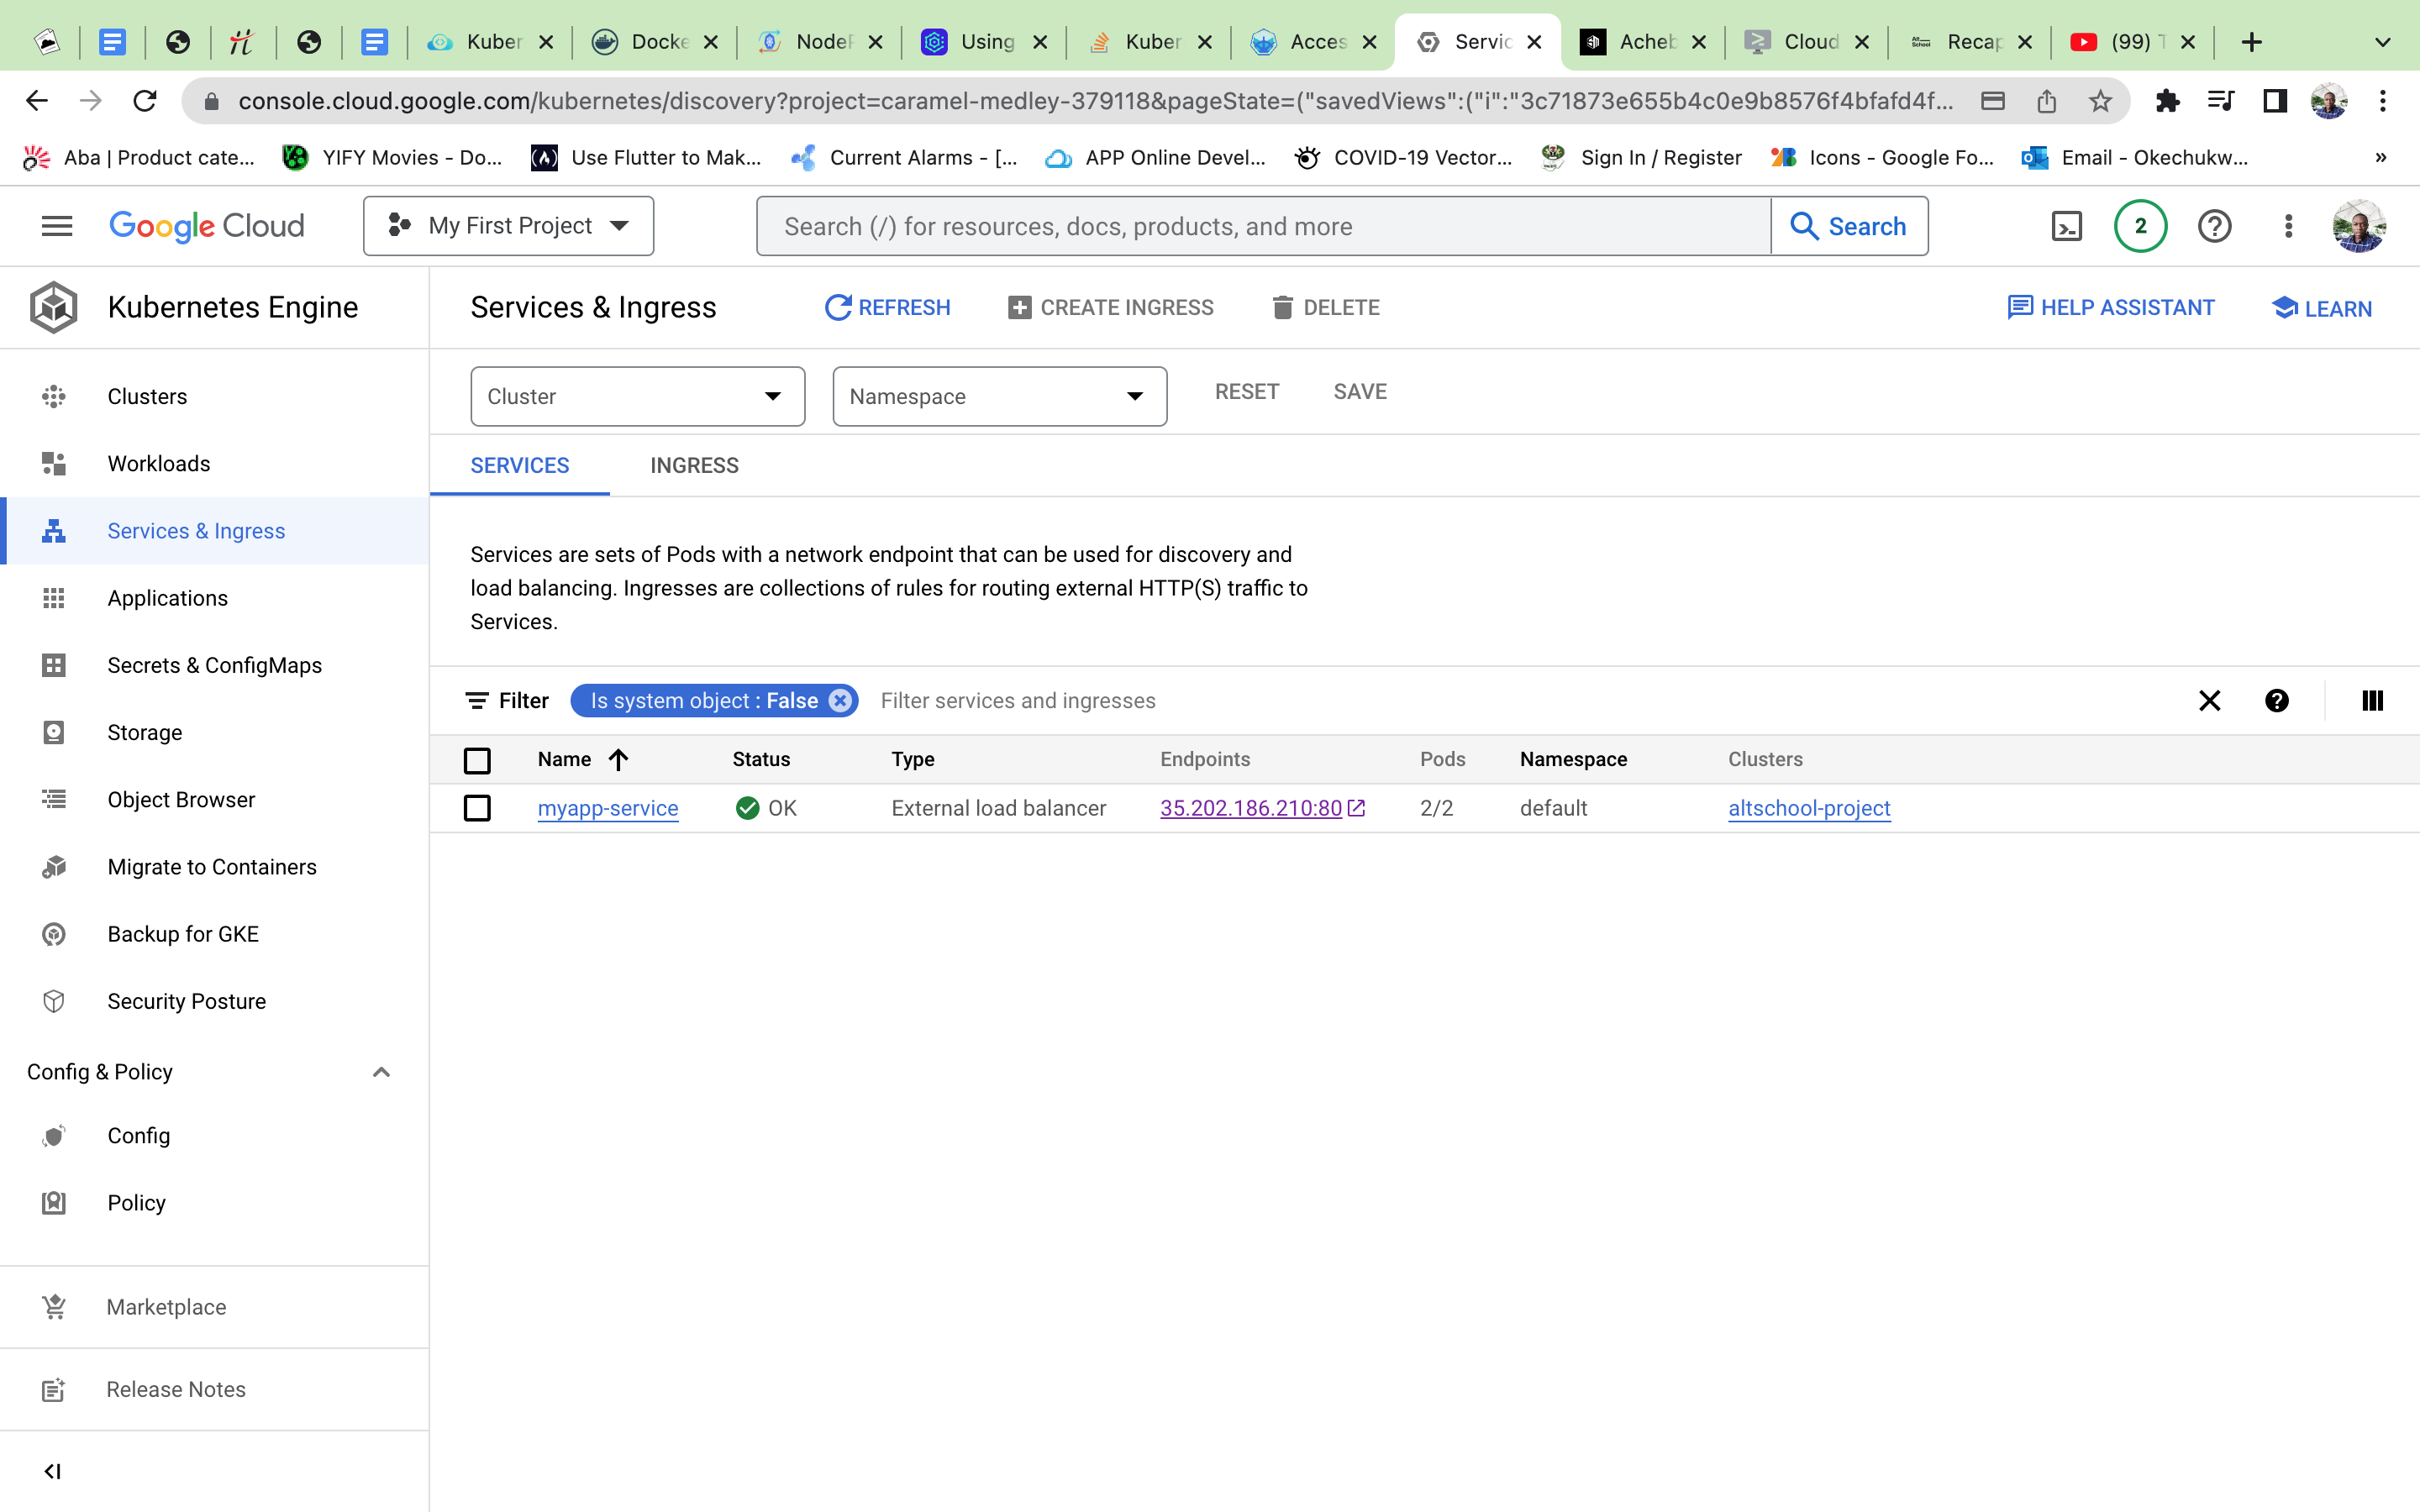 Kuber
Docke
NodeP
Using
Kuber
Acces
Servic
Acheb
Cloud
AltSchool
Recap
(99) T
console.cloud.google.com/kubernetes/discovery?project=caramel-medley-379118&pageState=("savedViews":("i":"3c71873e655b4c0e9b8576f4bfafd4f...
Aba | Product cate...
YIFY Movies - Do...
Use Flutter to Mak...
Current Alarms - [...
APP Online Devel...
COVID-19 Vector...
Sign In / Register
Icons - Google Fo...
Email - Okechukw...
»
Google Cloud
My First Project
Search (/) for resources, docs, products, and more
Search
2
Kubernetes Engine
Services & Ingress
REFRESH
CREATE INGRESS
DELETE
HELP ASSISTANT
LEARN
Clusters
Workloads
Services & Ingress
Applications
Secrets & ConfigMaps
Storage
Object Browser
Migrate to Containers
Backup for GKE
Security Posture
Config & Policy
Config
Policy
Marketplace
Release Notes
Cluster
Namespace
RESET
SAVE
SERVICES
INGRESS
Services are sets of Pods with a network endpoint that can be used for discovery and
load balancing. Ingresses are collections of rules for routing external HTTP(S) traffic to
Services.
Filter
Is system object : False
Filter services and ingresses
Name Status Type Endpoints Pods Namespace Clusters
myapp-service OK External load balancer 35.202.186.210:80 2/2 default altschool-project